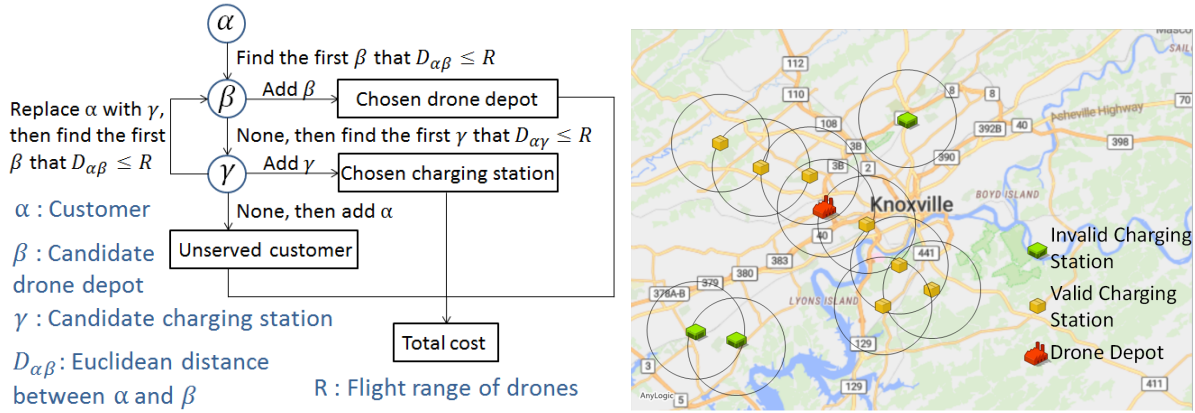 α
Find the first β that D_αβ ≤ R
β
Add β
Chosen drone depot
Replace α with γ,
then find the first
β that D_αβ ≤ R
None, then find the first γ that D_αγ ≤ R
γ
Add γ
Chosen charging station
None, then add α
Unserved customer
α : Customer
β : Candidate
drone depot
γ : Candidate charging station
Total cost
D_αβ : Euclidean distance
between α and β
R : Flight range of drones
112
110
108
3B
3B
2
8
8
70
Asheville Highway
392B
40
398
390
Knoxville
BOYD ISLAND
40
383
380
379
378A-B
LYONS ISLAND
441
129
129
3
5
411
AnyLogic
Invalid Charging
Station
Valid Charging
Station
Drone Depot